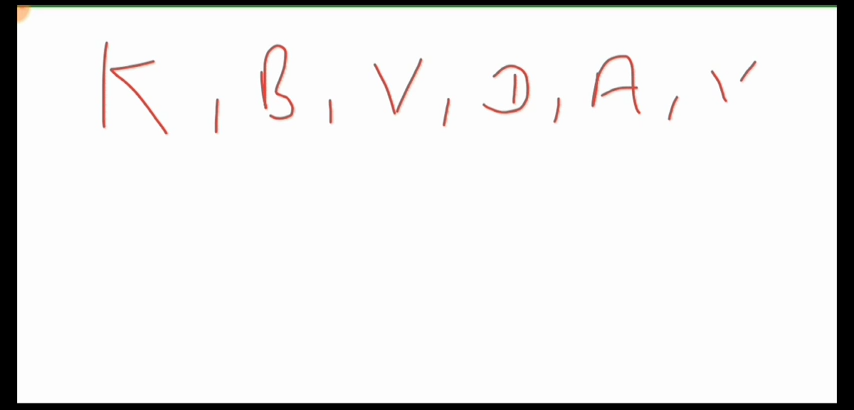 K, B, V, D, A,